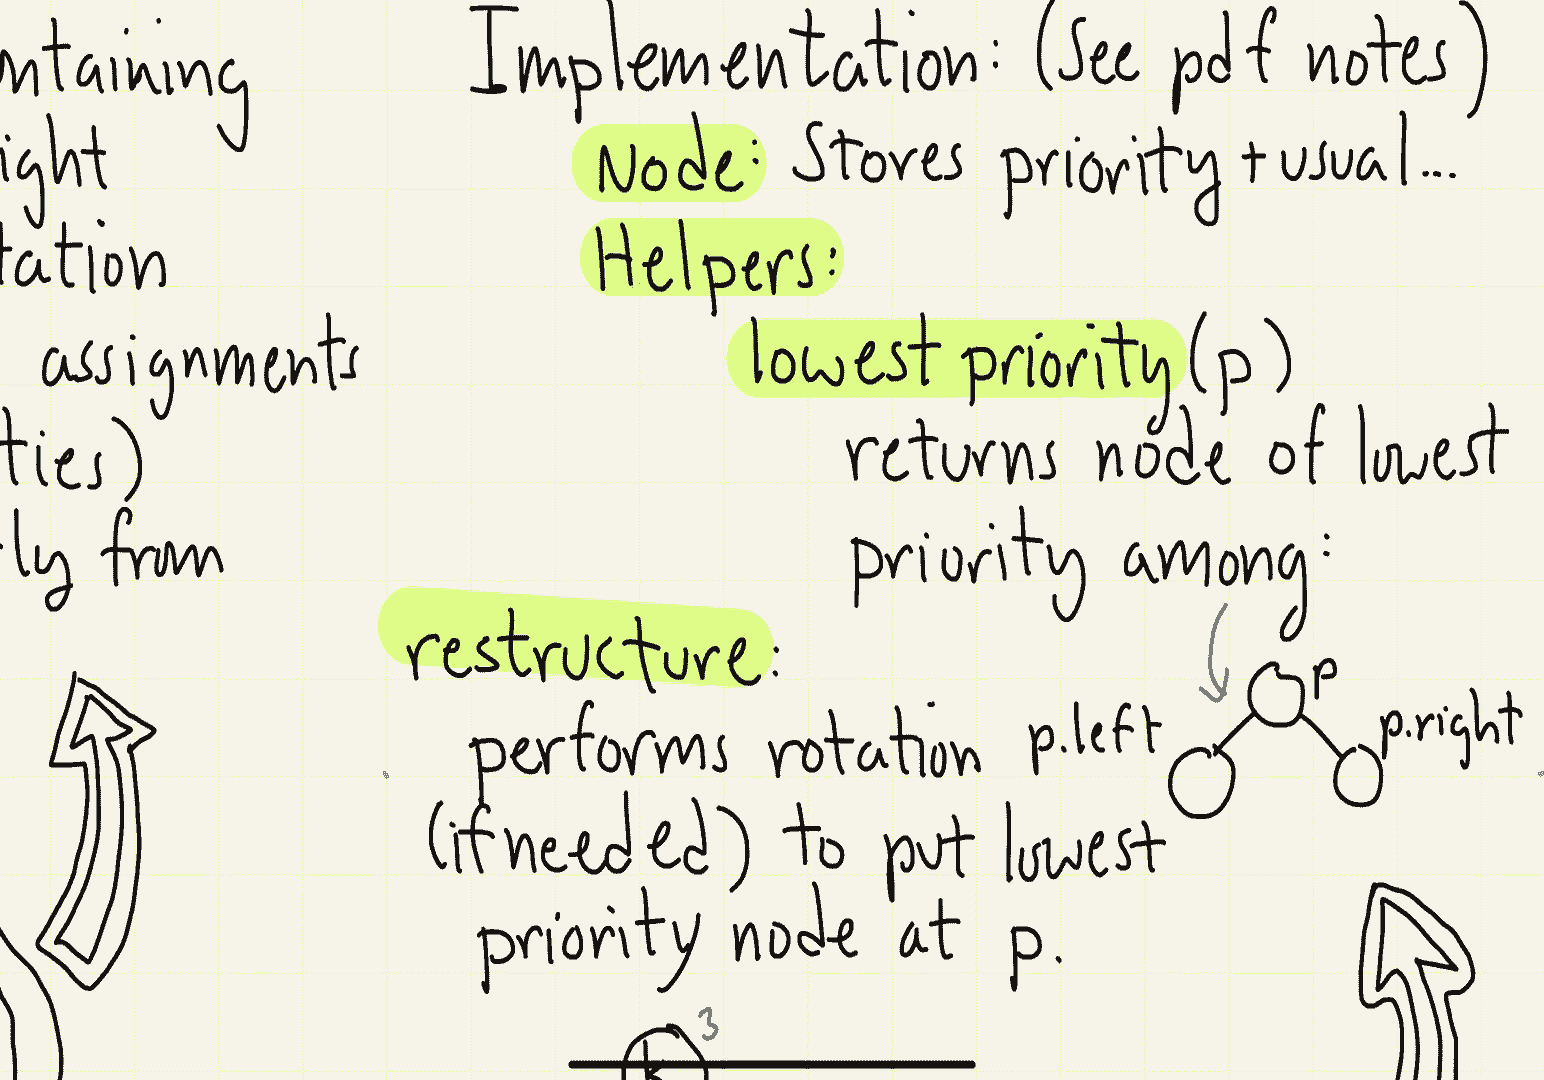 ntaining
ight
tation
assignments
ties)
ly from
Implementation: (See pdf notes)
Node: Stores priority + usual...
Helpers:
lowest priority (p)
returns node of lowest
priority among:
p
p.left
p.right
restructure:
performs rotation
(if needed) to put lowest
priority node at p.
3
k